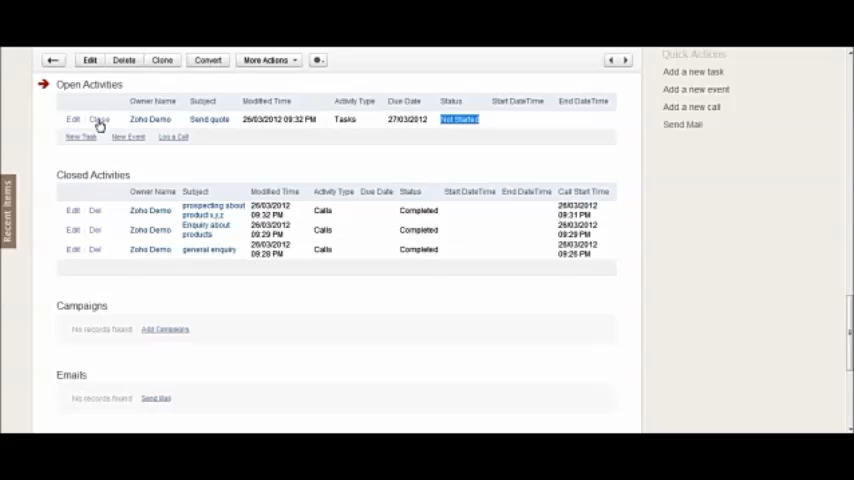 Edit Delete Clone Convert More Actions
Quick Actions
Add a new task
Add a new event
Add a new call
Send Mail
Open Activities
Owner Name Subject Modified Time Activity Type Due Date Status Start DateTime End DateTime
Edit Close Zoho Demo Send quote 26/03/2012 09:32 PM Tasks 27/03/2012 Not Started
New Task New Event Log a Call
Recent Items
Closed Activities
Owner Name Subject Modified Time Activity Type Due Date Status Start DateTime End DateTime Call Start Time
Edit Del Zoho Demo prospecting about product x,y,z 26/03/2012 09:32 PM Calls Completed 26/03/2012 09:31 PM
Edit Del Zoho Demo Enquiry about products 26/03/2012 09:29 PM Calls Completed 26/03/2012 09:29 PM
Edit Del Zoho Demo general enquiry 26/03/2012 09:28 PM Calls Completed 26/03/2012 09:26 PM
Campaigns
No records found Add Campaigns
Emails
No records found Send Mail